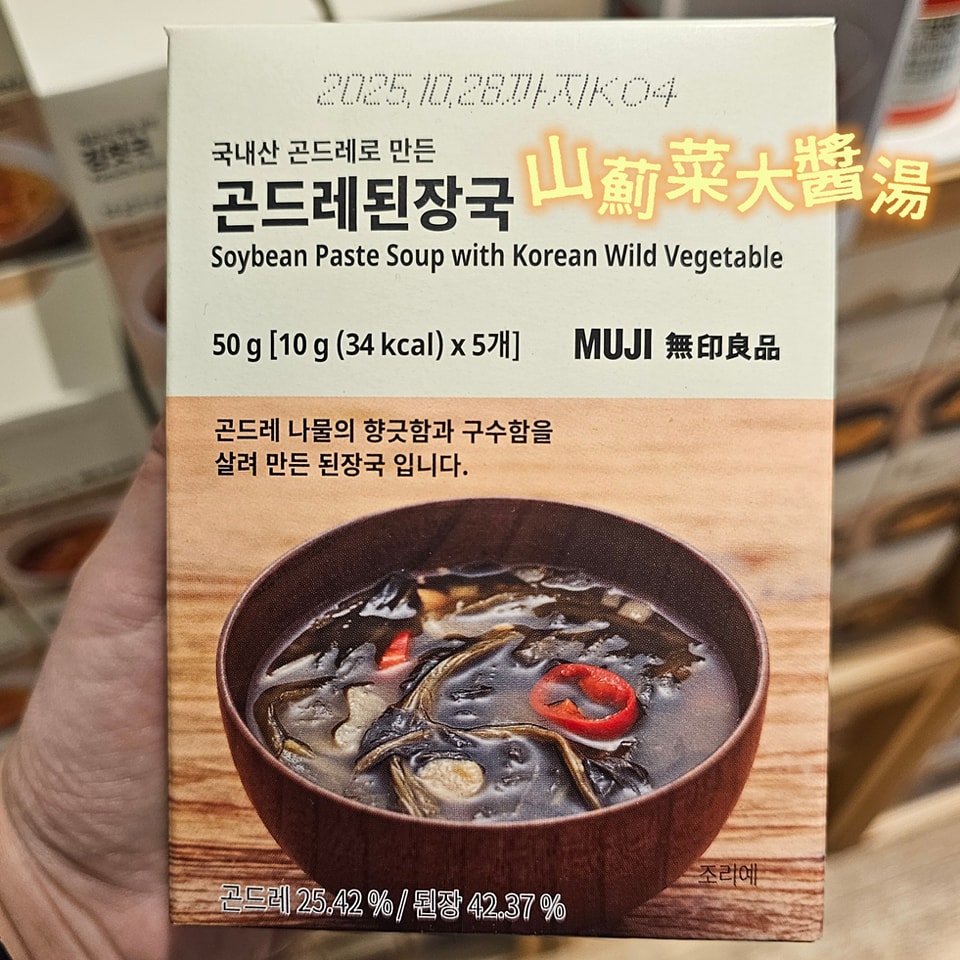 2025.10.28까지K04
국내산 곤드레로 만든
곤드레된장국
山薊菜大醬湯
Soybean Paste Soup with Korean Wild Vegetable
50 g [10 g (34 kcal) x 5개]
MUJI 無印良品
곤드레 나물의 향긋함과 구수함을
살려 만든 된장국 입니다.
조리예
곤드레 25.42 % / 된장 42.37 %